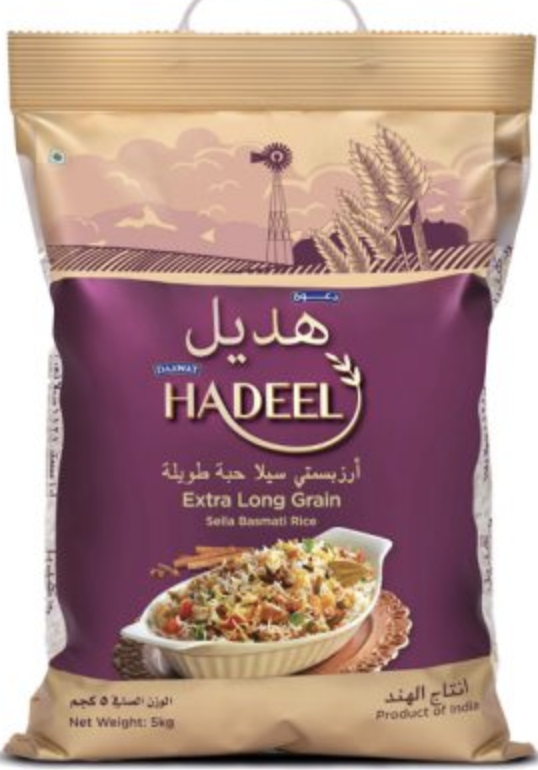 دعوة
هديل
DAAWAT
HADEEL
أرزبسمتي سيلا حبة طويلة
Extra Long Grain
Sella Basmati Rice
الوزن الصافي ٥ كجم
Net Weight: 5kg
انتاج الهند
Product of India